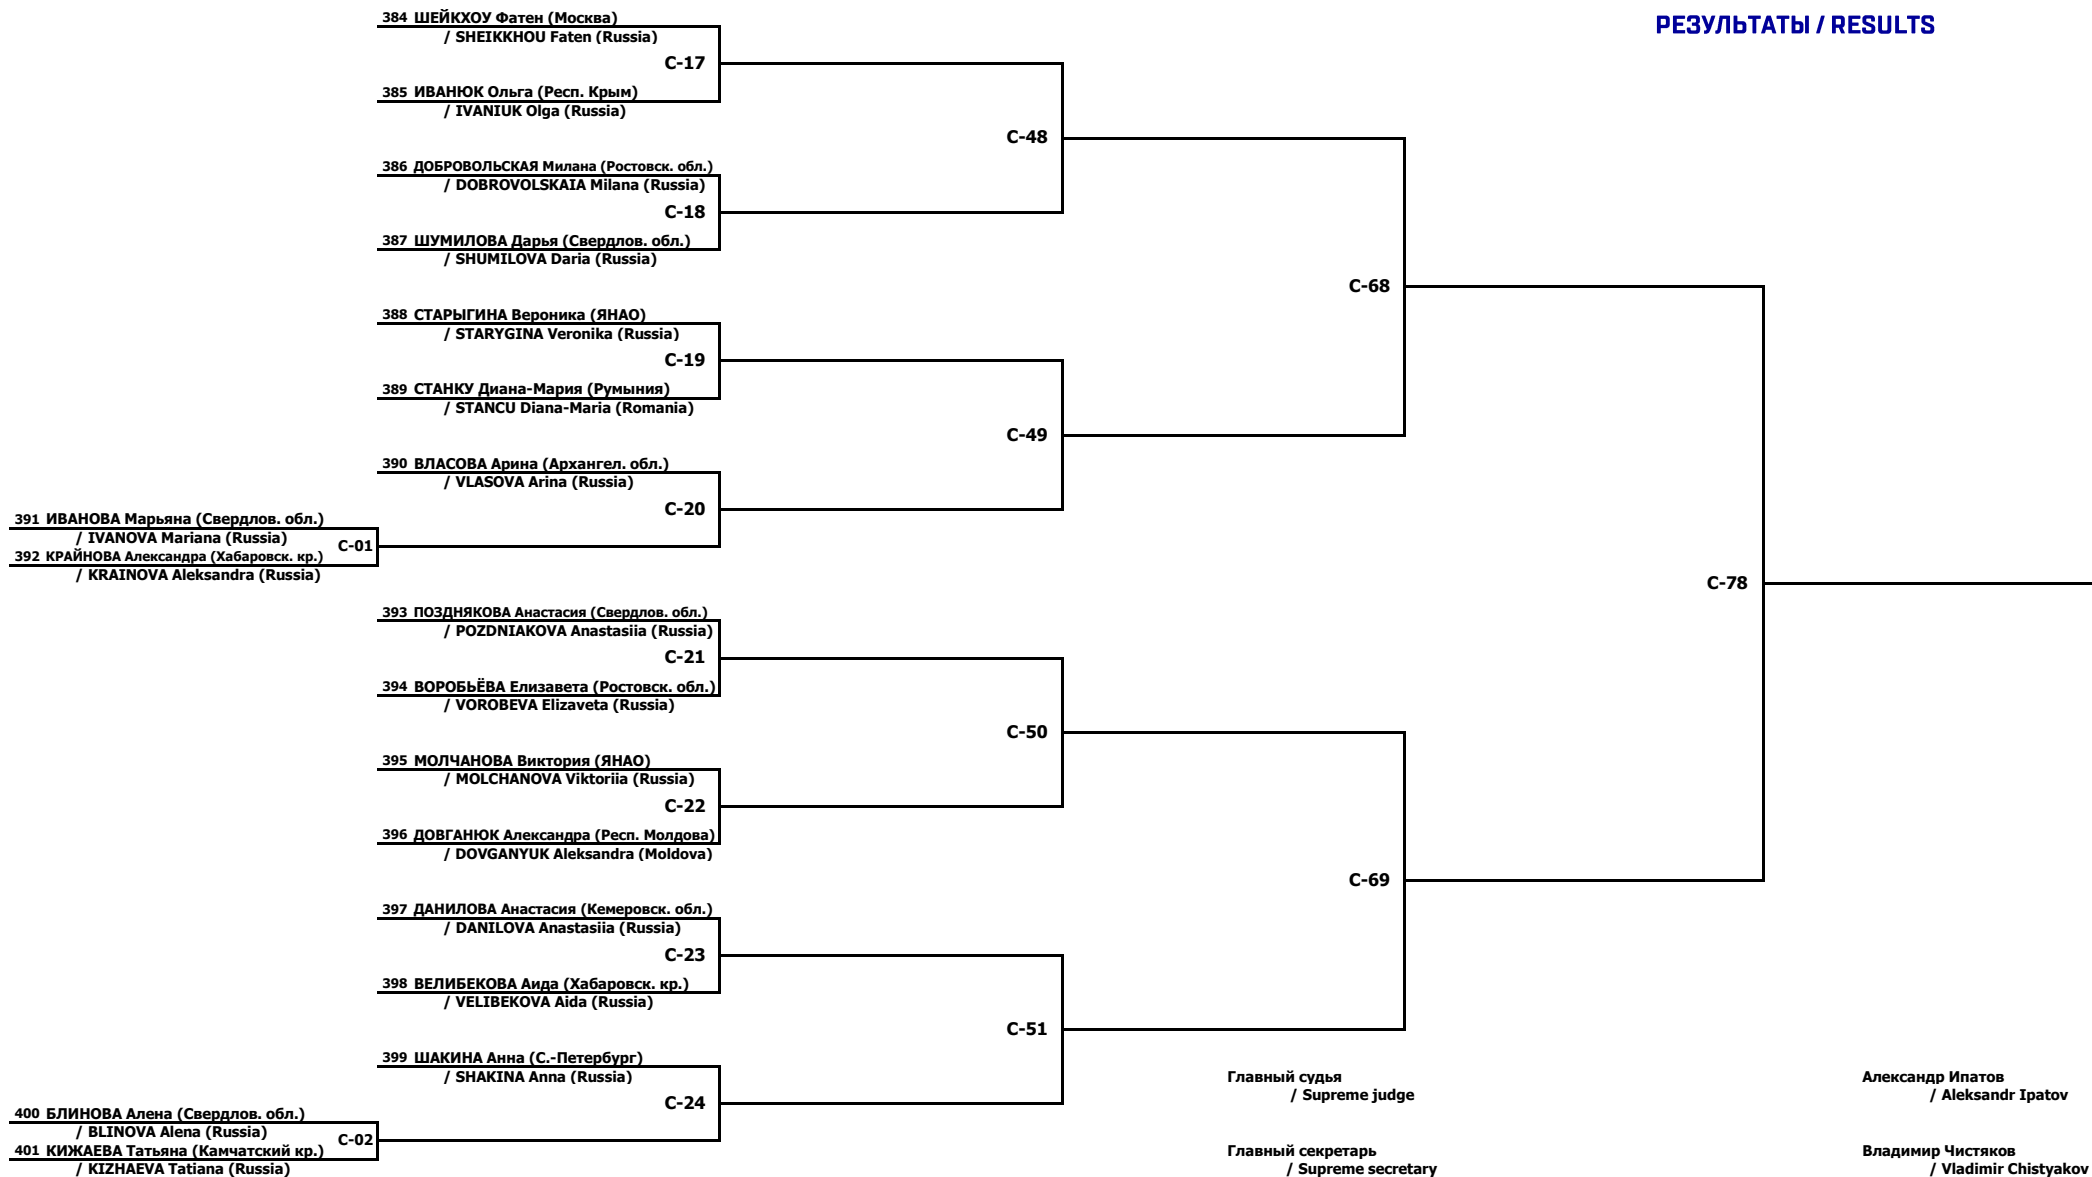 РЕЗУЛЬТАТЫ / RESULTS
384 ШЕЙКХОУ Фатен (Москва)
/ SHEIKKHOU Faten (Russia)
C-17
385 ИВАНЮК Ольга (Респ. Крым)
/ IVANIUK Olga (Russia)
C-48
386 ДОБРОВОЛЬСКАЯ Милана (Ростовск. обл.)
/ DOBROVOLSKAIA Milana (Russia)
C-18
387 ШУМИЛОВА Дарья (Свердлов. обл.)
/ SHUMILOVA Daria (Russia)
C-68
388 СТАРЫГИНА Вероника (ЯНАО)
/ STARYGINA Veronika (Russia)
C-19
389 СТАНКУ Диана-Мария (Румыния)
/ STANCU Diana-Maria (Romania)
C-49
390 ВЛАСОВА Арина (Архангел. обл.)
/ VLASOVA Arina (Russia)
C-20
391 ИВАНОВА Марьяна (Свердлов. обл.)
/ IVANOVA Mariana (Russia)
C-01
392 КРАЙНОВА Александра (Хабаровск. кр.)
/ KRAINOVA Aleksandra (Russia)
C-78
393 ПОЗДНЯКОВА Анастасия (Свердлов. обл.)
/ POZDNIAKOVA Anastasiia (Russia)
C-21
394 ВОРОБЬЁВА Елизавета (Ростовск. обл.)
/ VOROBEVA Elizaveta (Russia)
C-50
395 МОЛЧАНОВА Виктория (ЯНАО)
/ MOLCHANOVA Viktoriia (Russia)
C-22
396 ДОВГАНЮК Александра (Респ. Молдова)
/ DOVGANYUK Aleksandra (Moldova)
C-69
397 ДАНИЛОВА Анастасия (Кемеровск. обл.)
/ DANILOVA Anastasiia (Russia)
C-23
398 ВЕЛИБЕКОВА Аида (Хабаровск. кр.)
/ VELIBEKOVA Aida (Russia)
C-51
399 ШАКИНА Анна (С.-Петербург)
/ SHAKINA Anna (Russia)
C-24
400 БЛИНОВА Алена (Свердлов. обл.)
/ BLINOVA Alena (Russia)
C-02
401 КИЖАЕВА Татьяна (Камчатский кр.)
/ KIZHAEVA Tatiana (Russia)
Главный судья
/ Supreme judge
Александр Ипатов
/ Aleksandr Ipatov
Главный секретарь
/ Supreme secretary
Владимир Чистяков
/ Vladimir Chistyakov